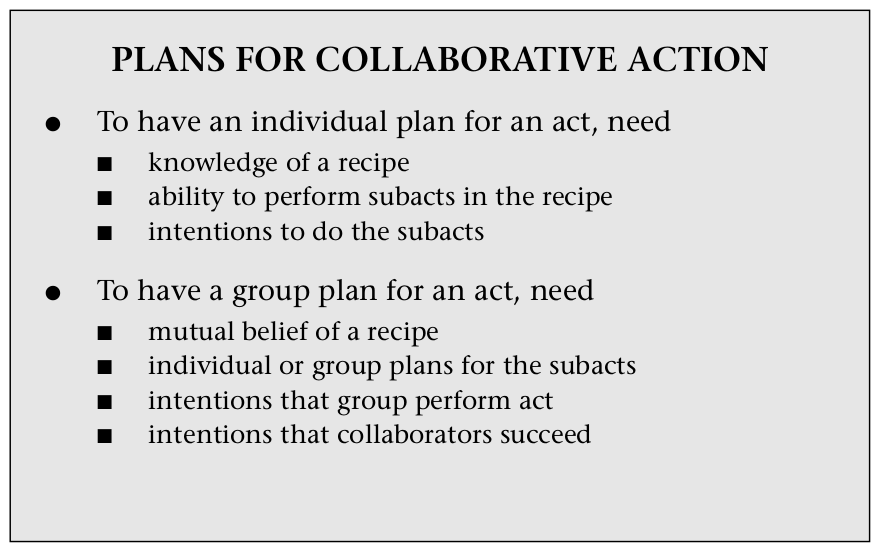 PLANS FOR COLLABORATIVE ACTION
● To have an individual plan for an act, need
■ knowledge of a recipe
■ ability to perform subacts in the recipe
■ intentions to do the subacts
● To have a group plan for an act, need
■ mutual belief of a recipe
■ individual or group plans for the subacts
■ intentions that group perform act
■ intentions that collaborators succeed